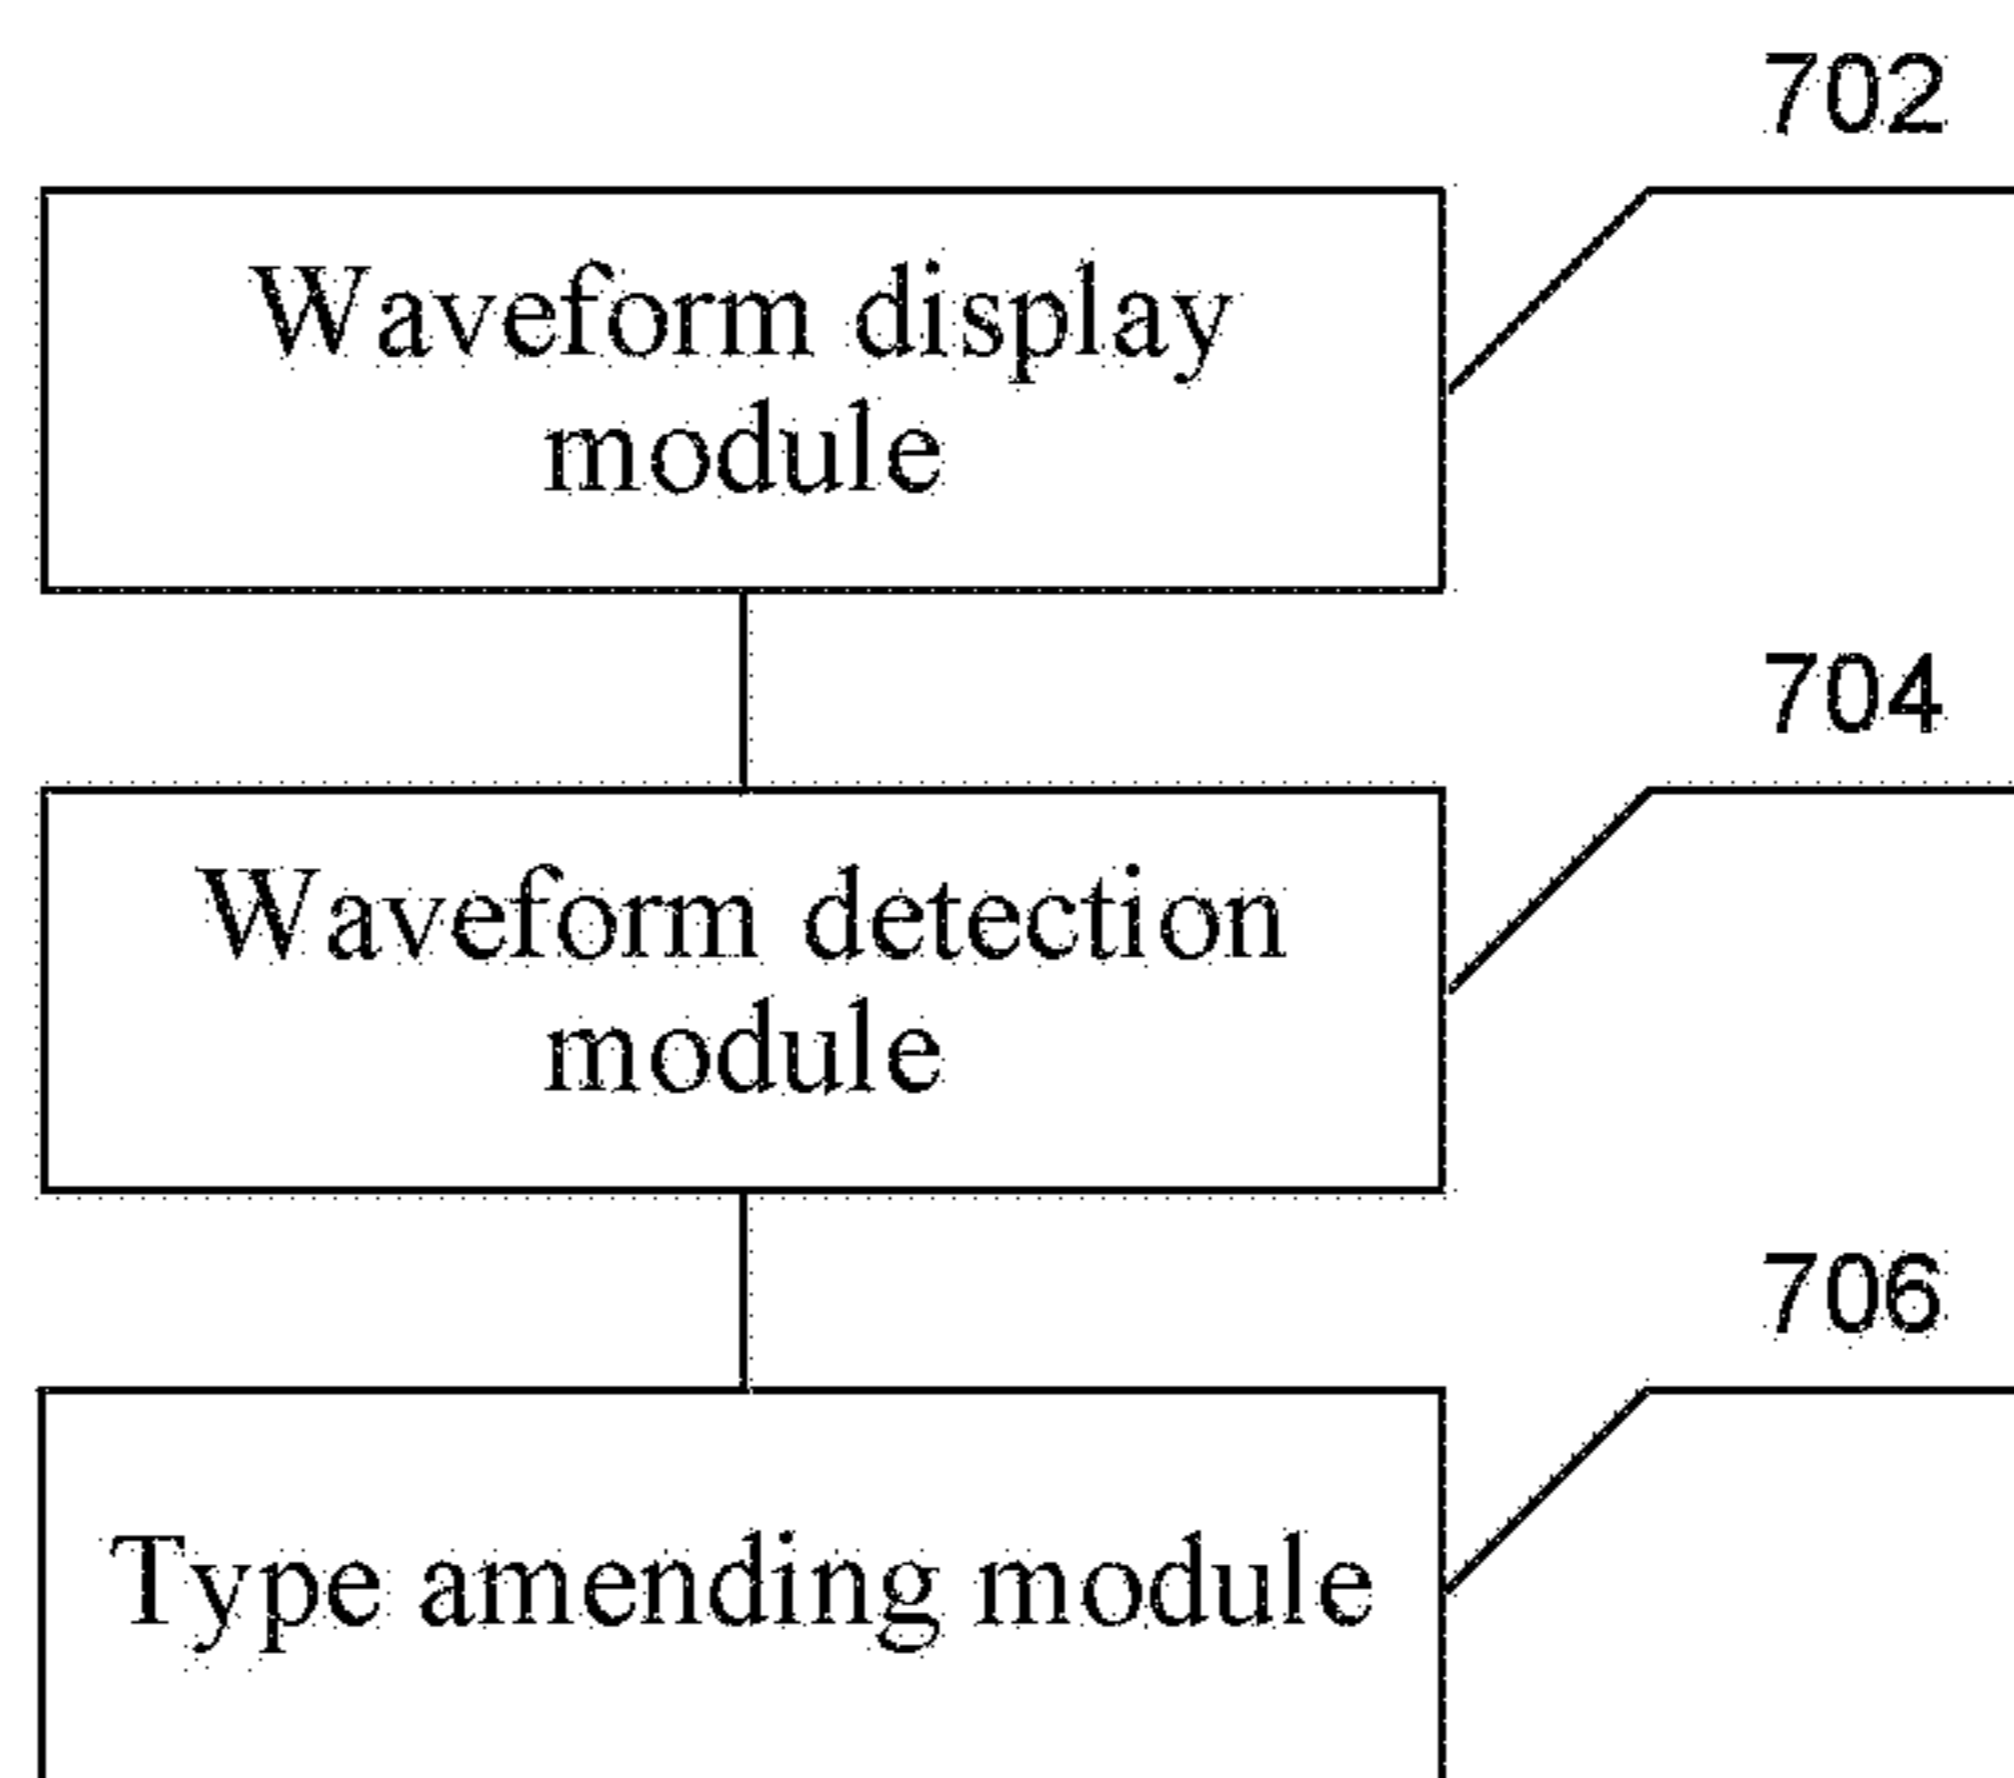 702
Waveform display
module
704
Waveform detection
module
706
Type amending module